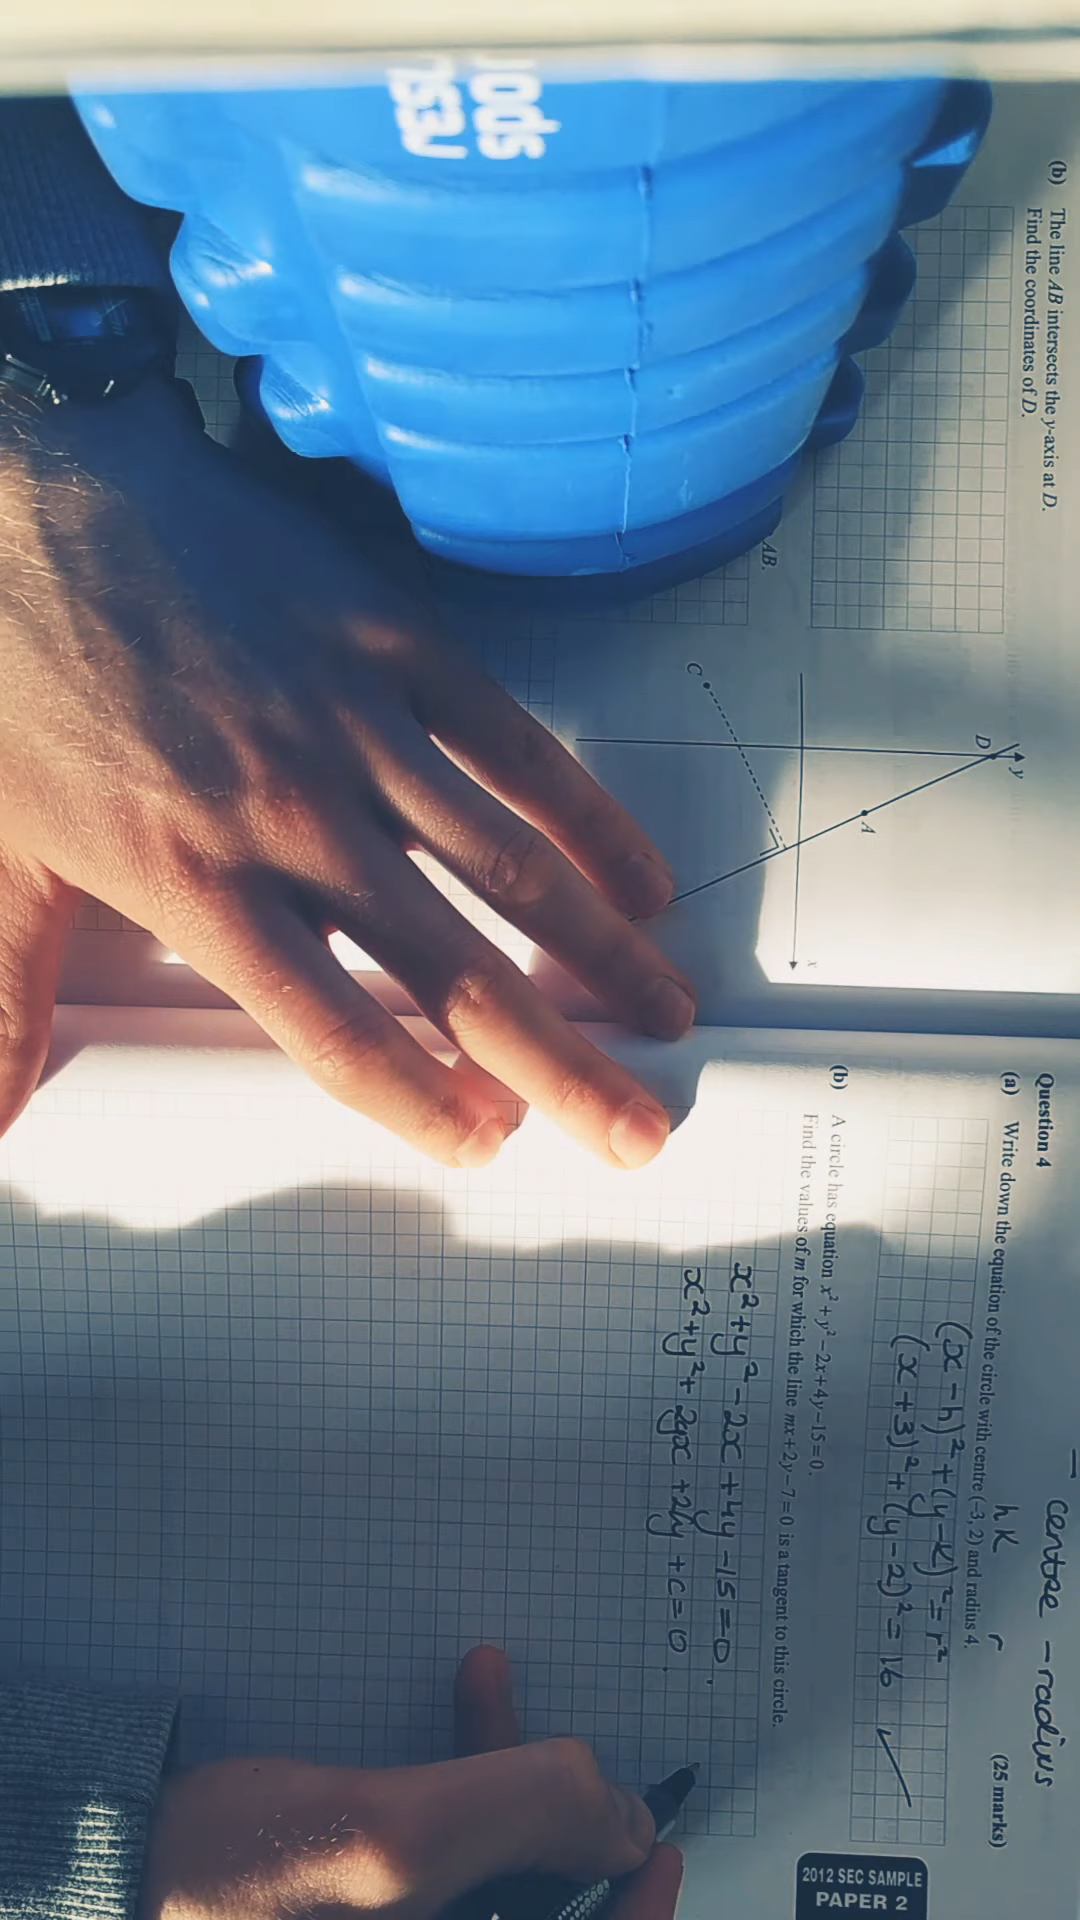 (b) The line AB intersects the y-axis at D.
Find the coordinates of D.
AB.
D
y
A
C
x
– centre – radius
Question 4 (25 marks)
(a) Write down the equation of the circle with centre (−3, 2) and radius 4.
h K r
(x - h)² + (y - k)² = r²
(x + 3)² + (y - 2)² = 16 ✓
(b) A circle has equation x² + y² − 2x + 4y − 15 = 0.
Find the values of m for which the line mx + 2y − 7 = 0 is a tangent to this circle.
x² + y² - 2x + 4y - 15 = 0.
x² + y² + 2gx + 2fy + c = 0.
2012 SEC SAMPLE
PAPER 2